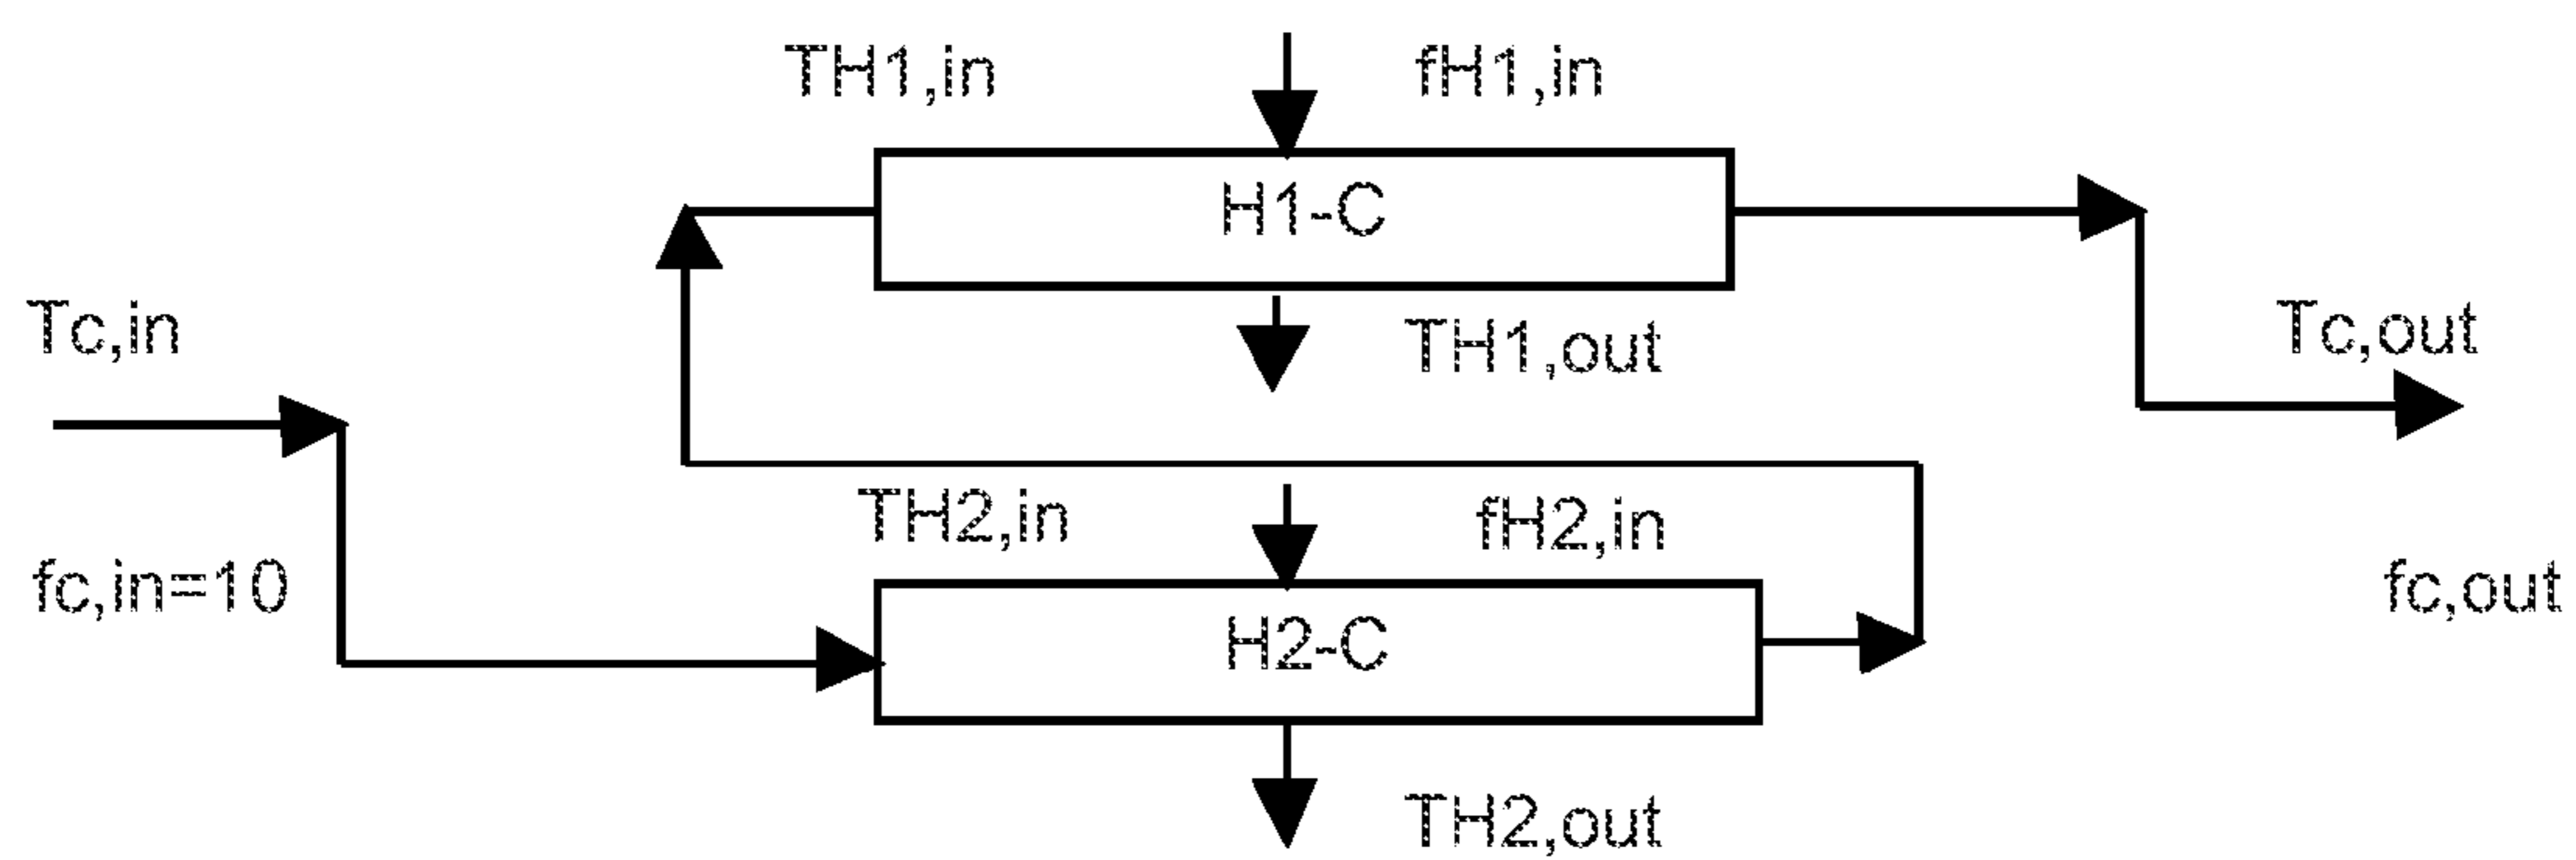 TH1,in
fH1,in
H1-C
Tc,in
TH1,out
Tc,out
TH2,in
fH2,in
fc,in=10
fc,out
H2-C
TH2,out